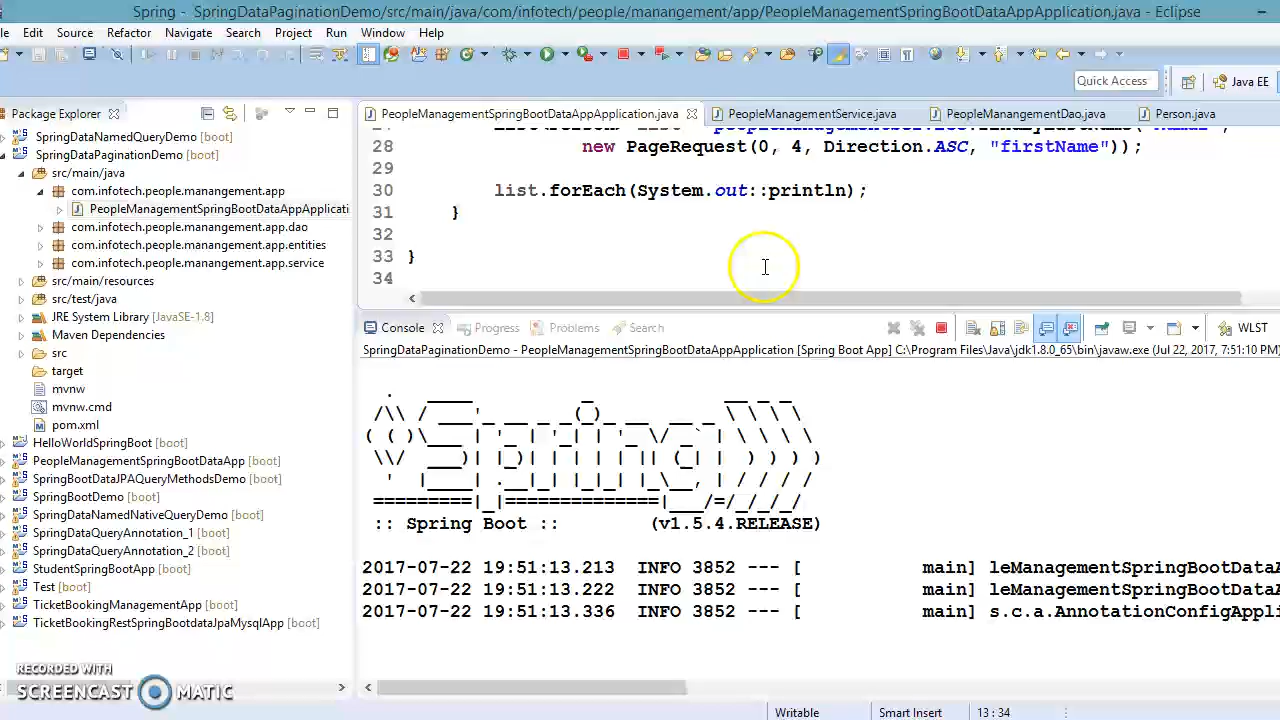 Spring - SpringDataPaginationDemo/src/main/java/com/infotech/people/manangement/app/PeopleManagementSpringBootDataAppApplication.java - Eclipse
le Edit Source Refactor Navigate Search Project Run Window Help
Quick Access Java EE
Package Explorer
SpringDataNamedQueryDemo [boot]
SpringDataPaginationDemo [boot]
src/main/java
com.infotech.people.manangement.app
PeopleManagementSpringBootDataAppApplicati
com.infotech.people.manangement.app.dao
com.infotech.people.manangement.app.entities
com.infotech.people.manangement.app.service
src/main/resources
src/test/java
JRE System Library [JavaSE-1.8]
Maven Dependencies
src
target
mvnw
mvnw.cmd
pom.xml
HelloWorldSpringBoot [boot]
PeopleManagementSpringBootDataApp [boot]
SpringBootDataJPAQueryMethodsDemo [boot]
SpringBootDemo [boot]
SpringDataNamedNativeQueryDemo [boot]
SpringDataQueryAnnotation_1 [boot]
SpringDataQueryAnnotation_2 [boot]
StudentSpringBootApp [boot]
Test [boot]
TicketBookingManagementApp [boot]
TicketBookingRestSpringBootdataJpaMysqlApp [boot]
RECORDED WITH
SCREENCAST MATIC
PeopleManagementSpringBootDataAppApplication.java PeopleManagementService.java PeopleManangementDao.java Person.java
28 new PageRequest(0, 4, Direction.ASC, "firstName"));
29
30 list.forEach(System.out::println);
31 }
32
33 }
34
Console Progress Problems Search WLST
SpringDataPaginationDemo - PeopleManagementSpringBootDataAppApplication [Spring Boot App] C:\Program Files\Java\jdk1.8.0_65\bin\javaw.exe (Jul 22, 2017, 7:51:10 PM)
Spring
:: Spring Boot :: (v1.5.4.RELEASE)
2017-07-22 19:51:13.213 INFO 3852 --- [ main] leManagementSpringBootDataA
2017-07-22 19:51:13.222 INFO 3852 --- [ main] leManagementSpringBootDataA
2017-07-22 19:51:13.336 INFO 3852 --- [ main] s.c.a.AnnotationConfigAppli
Writable Smart Insert 13 : 34